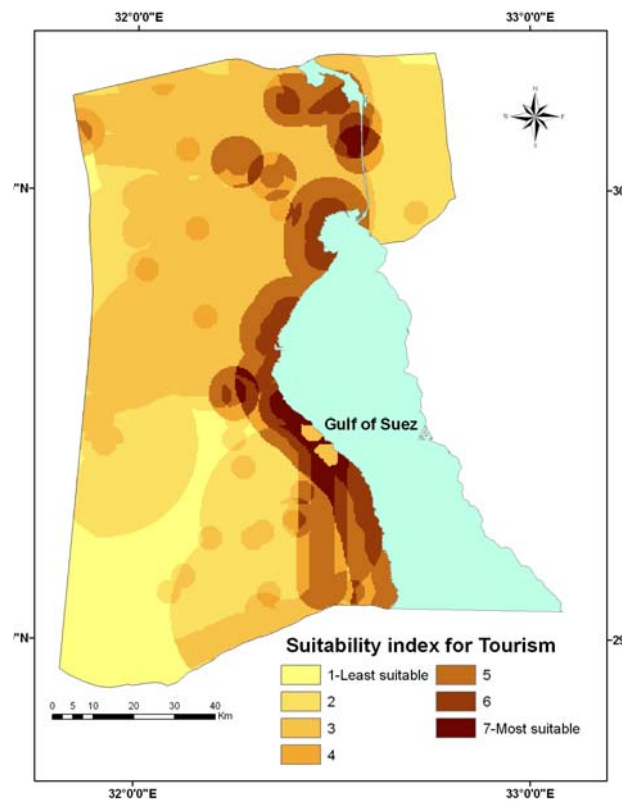 32°0'0"E 33°0'0"E
"N 30
Gulf of Suez
"N 29
Suitability index for Tourism
1-Least suitable 5
2 6
3 7-Most suitable
4
0 5 10 20 30 40
Km
32°0'0"E 33°0'0"E